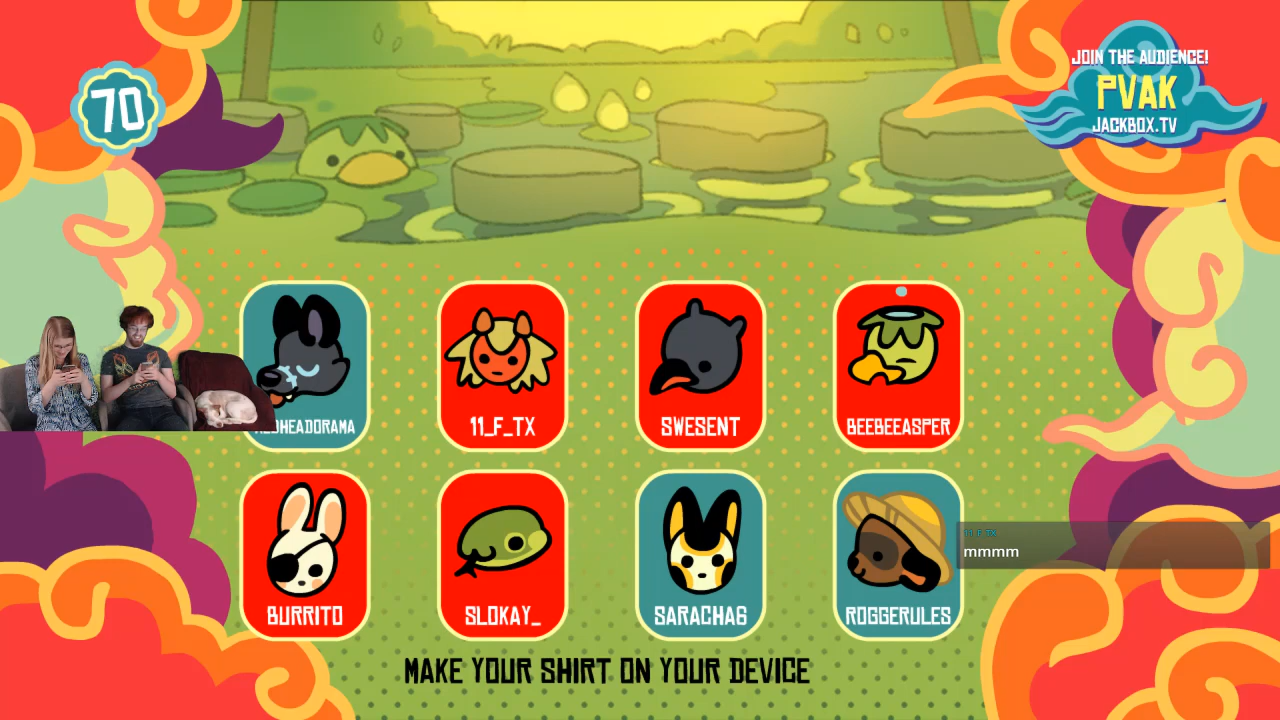 70
JOIN THE AUDIENCE!
PVAK
JACKBOX.TV
11_F_TX
SWESENT
BEEBEEASPER
BURRITO
SLOKAY_
SARACHA6
ROGGERULES
11_F_TX
mmmm
MAKE YOUR SHIRT ON YOUR DEVICE